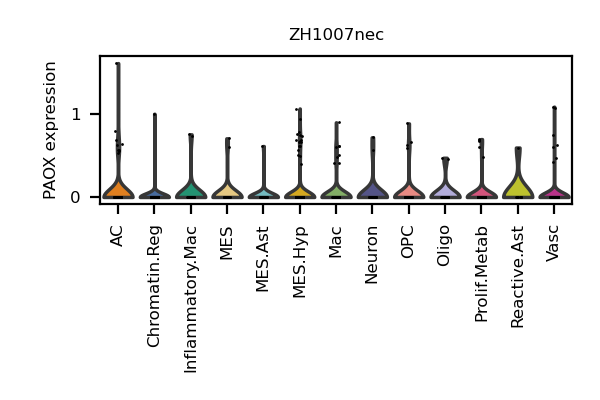 ZH1007nec
PAOX expression
1
0
AC
Chromatin.Reg
Inflammatory.Mac
MES
MES.Ast
MES.Hyp
Mac
Neuron
OPC
Oligo
Prolif.Metab
Reactive.Ast
Vasc